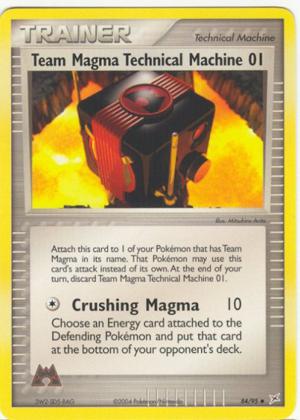 TRAINER
Technical Machine
Team Magma Technical Machine 01
Illus. Mitsuhiro Arita
Attach this card to 1 of your Pokémon that has Team
Magma in its name. That Pokémon may use this
card's attack instead of its own. At the end of your
turn, discard Team Magma Technical Machine 01.
Crushing Magma 10
Choose an Energy card attached to the
Defending Pokémon and put that card
at the bottom of your opponent's deck.
©2004 Pokémon/Nintendo
84/95